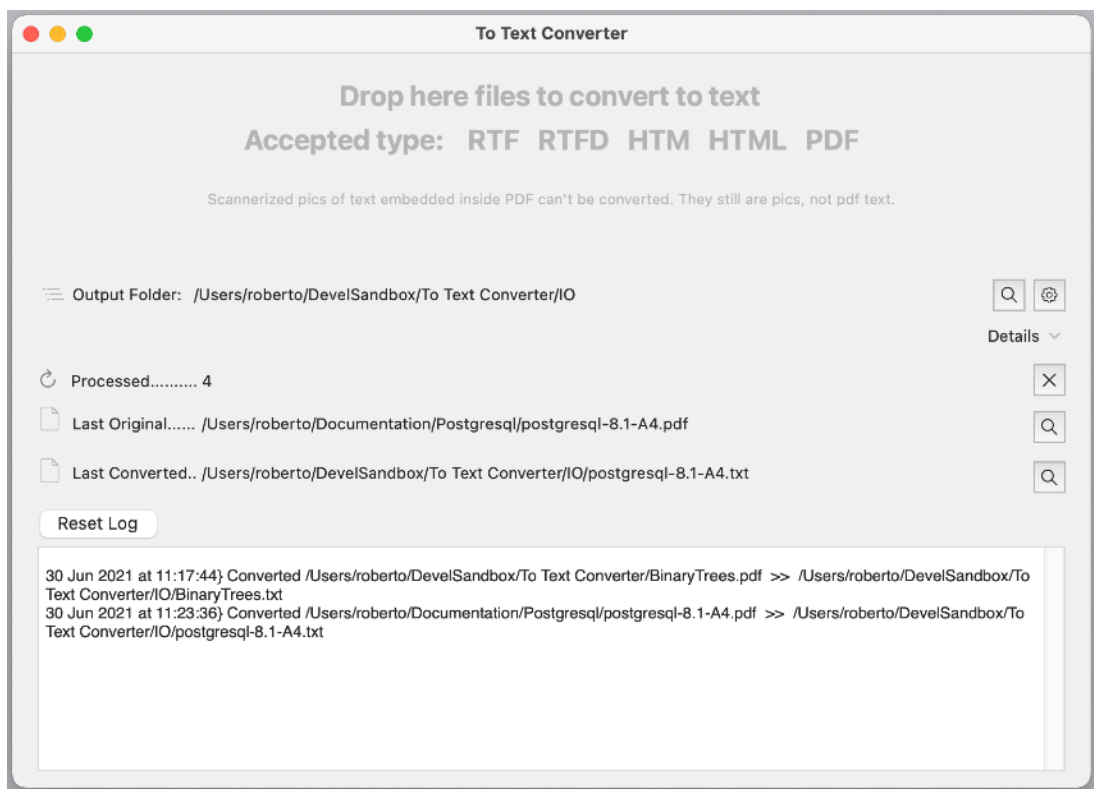 To Text Converter
Drop here files to convert to text
Accepted type: RTF RTFD HTM HTML PDF
Scannerized pics of text embedded inside PDF can't be converted. They still are pics, not pdf text.
Output Folder: /Users/roberto/DevelSandbox/To Text Converter/IO
Details
Processed.......... 4
Last Original...... /Users/roberto/Documentation/Postgresql/postgresql-8.1-A4.pdf
Last Converted.. /Users/roberto/DevelSandbox/To Text Converter/IO/postgresql-8.1-A4.txt
Reset Log
30 Jun 2021 at 11:17:44} Converted /Users/roberto/DevelSandbox/To Text Converter/BinaryTrees.pdf >> /Users/roberto/DevelSandbox/To
Text Converter/IO/BinaryTrees.txt
30 Jun 2021 at 11:23:36} Converted /Users/roberto/Documentation/Postgresql/postgresql-8.1-A4.pdf >> /Users/roberto/DevelSandbox/To
Text Converter/IO/postgresql-8.1-A4.txt